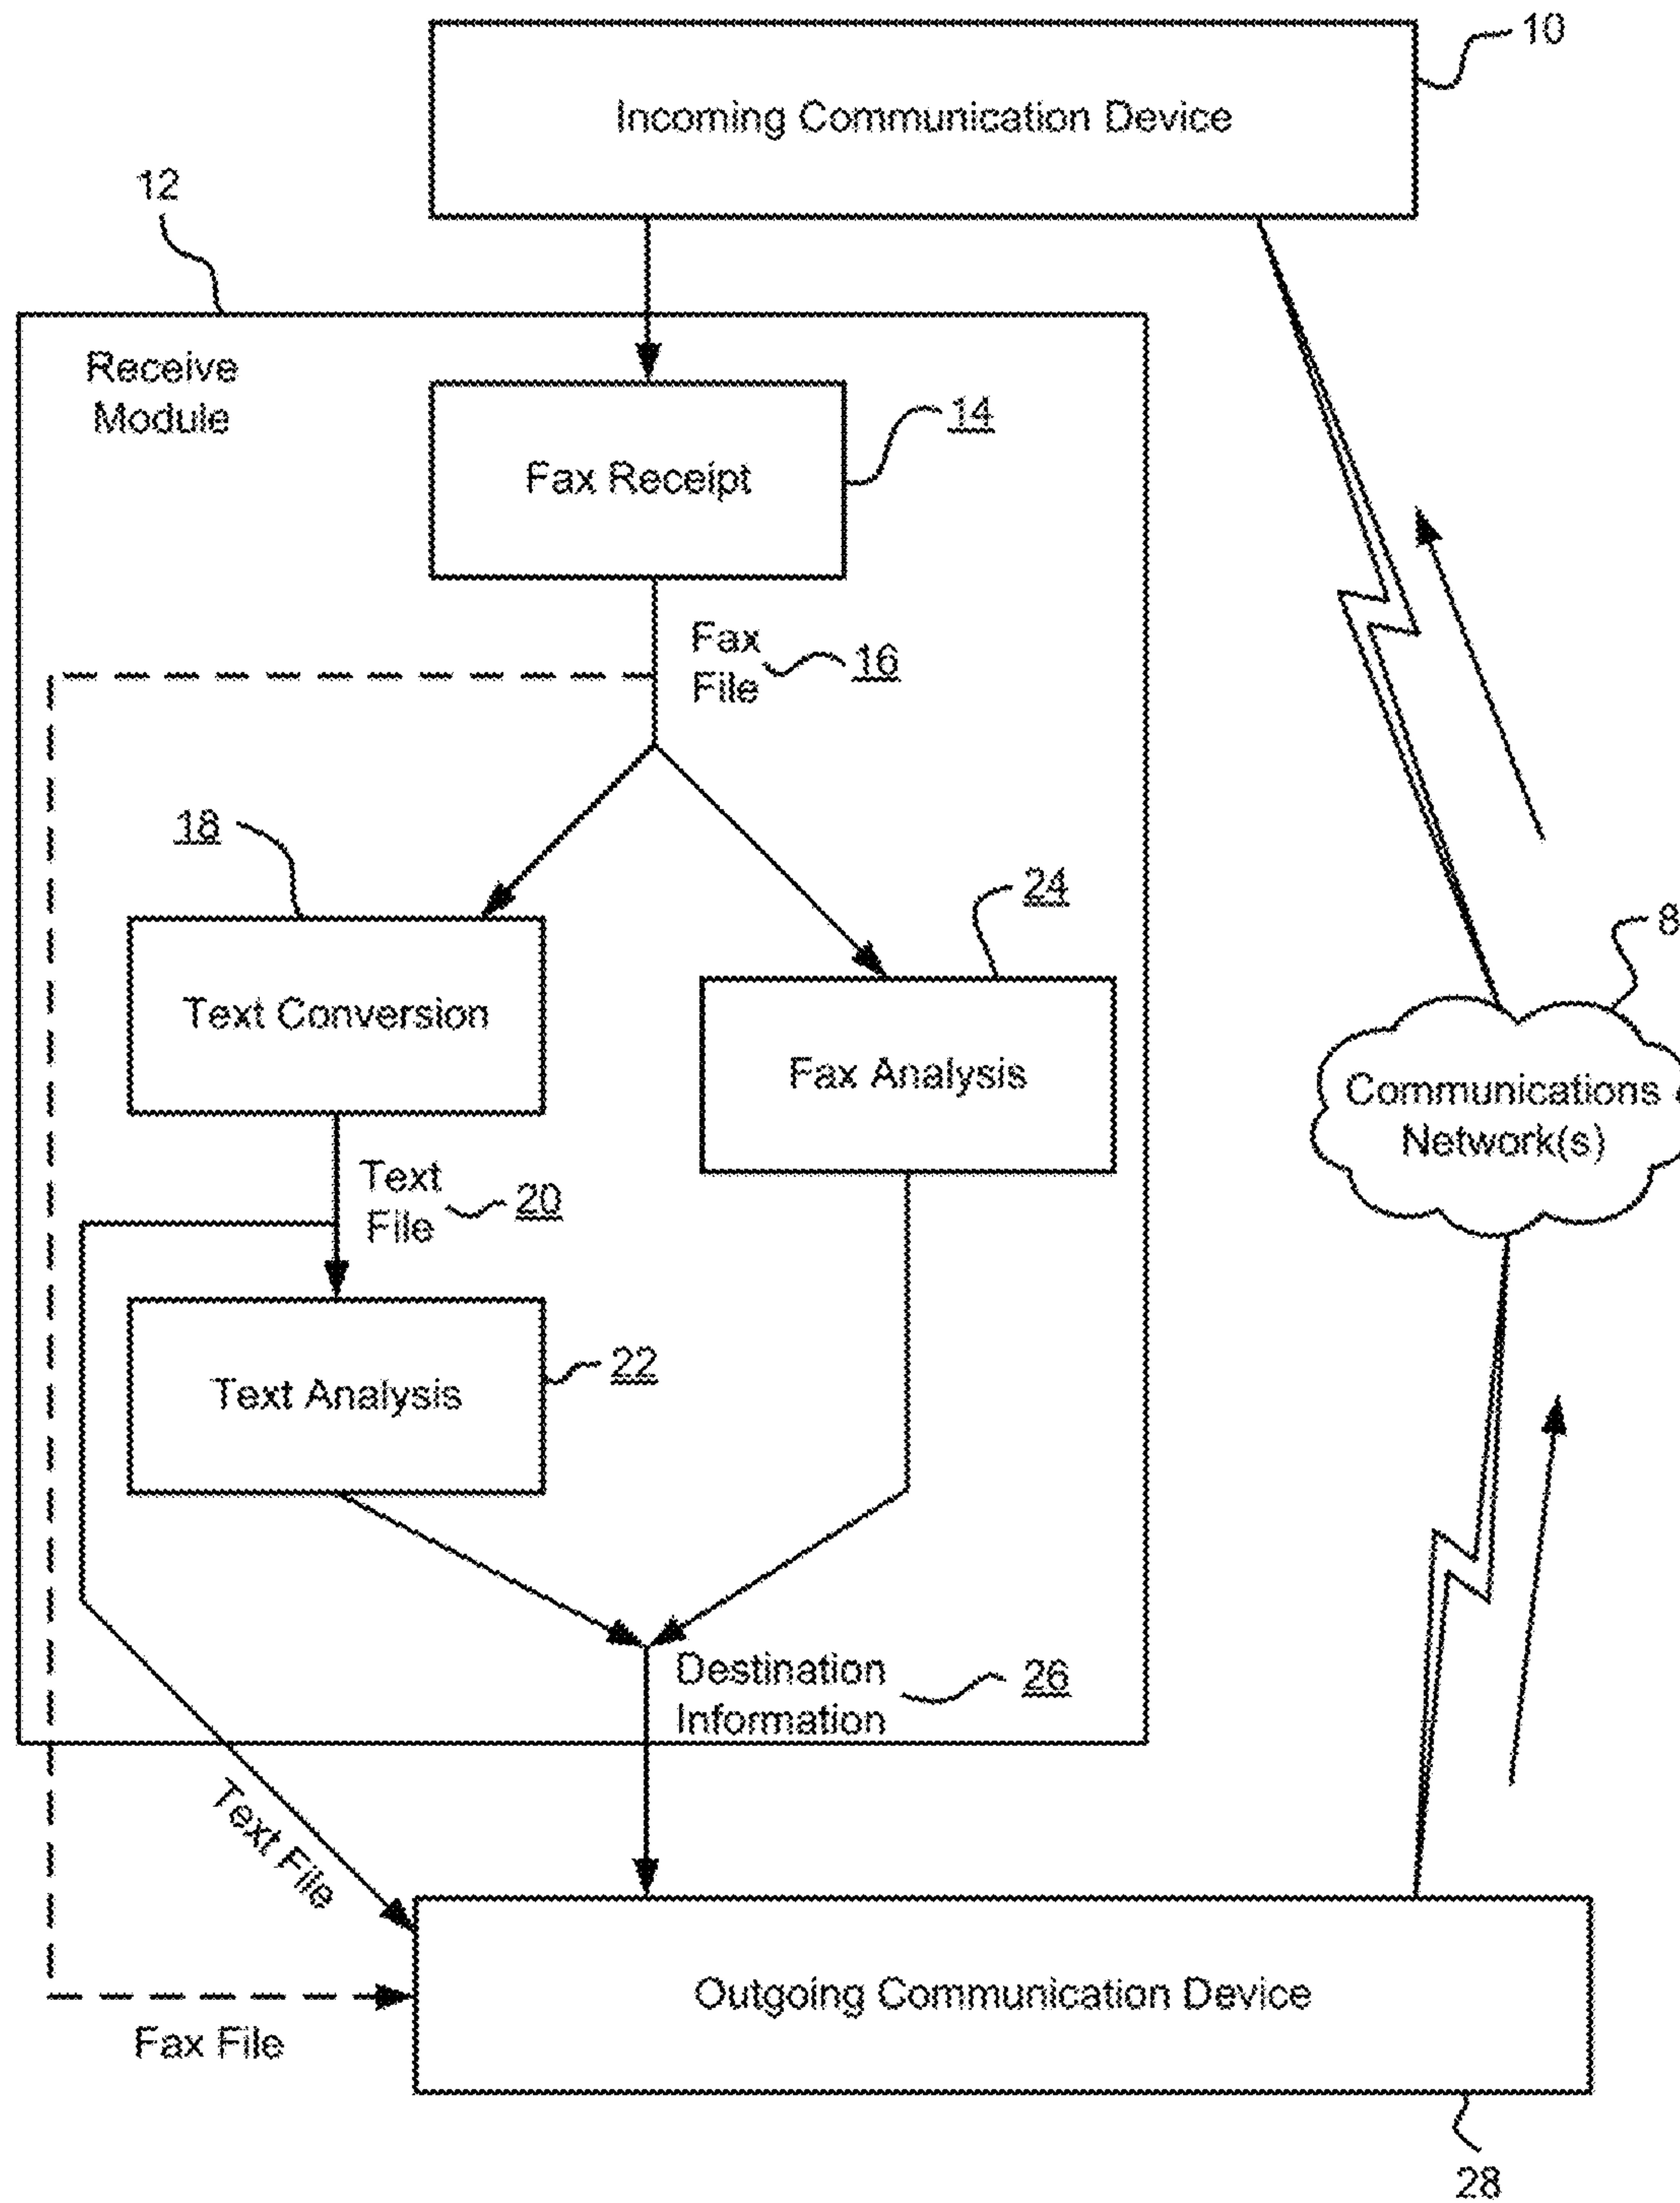 10
Incoming Communication Device
12
Receive
Module
14
Fax Receipt
Fax
File
16
18
24
8
Text Conversion
Fax Analysis
Communications
Network(s)
Text
File
20
22
Text Analysis
Destination
Information
26
Text File
Outgoing Communication Device
Fax File
28